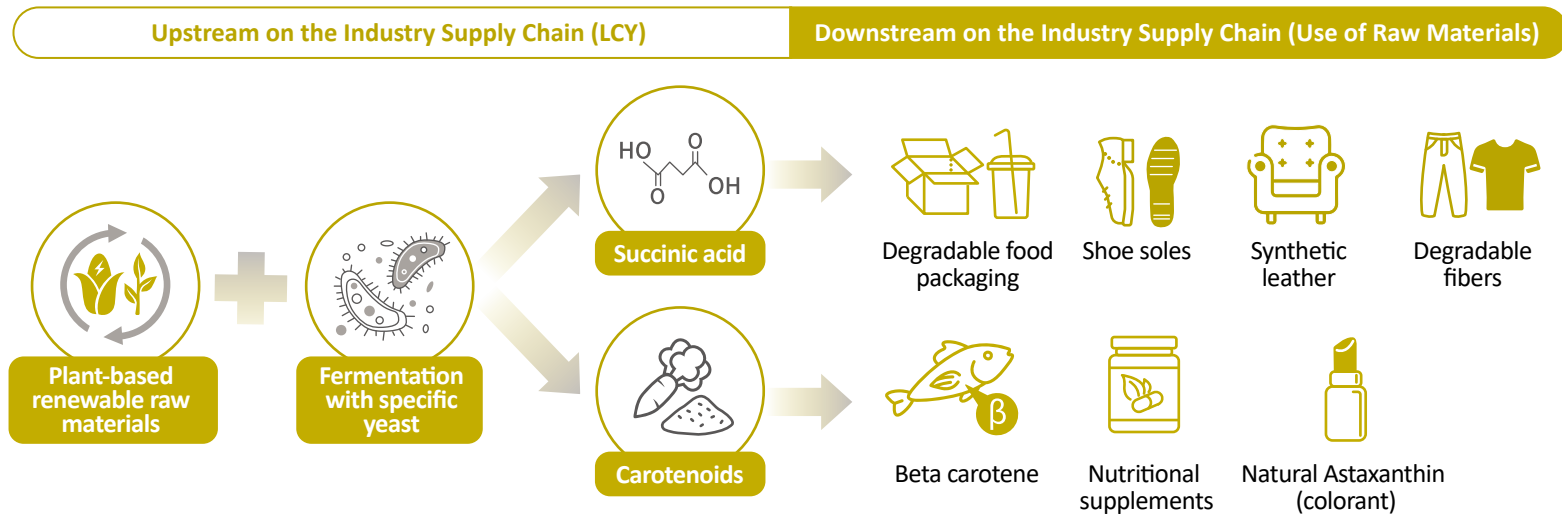 Upstream on the Industry Supply Chain (LCY)
Downstream on the Industry Supply Chain (Use of Raw Materials)
Plant-based
renewable raw
materials
Fermentation
with specific
yeast
HO
O
O
OH
Succinic acid
Degradable food
packaging
Shoe soles
Synthetic
leather
Degradable
fibers
Carotenoids
β
Beta carotene
Nutritional
supplements
Natural Astaxanthin
(colorant)